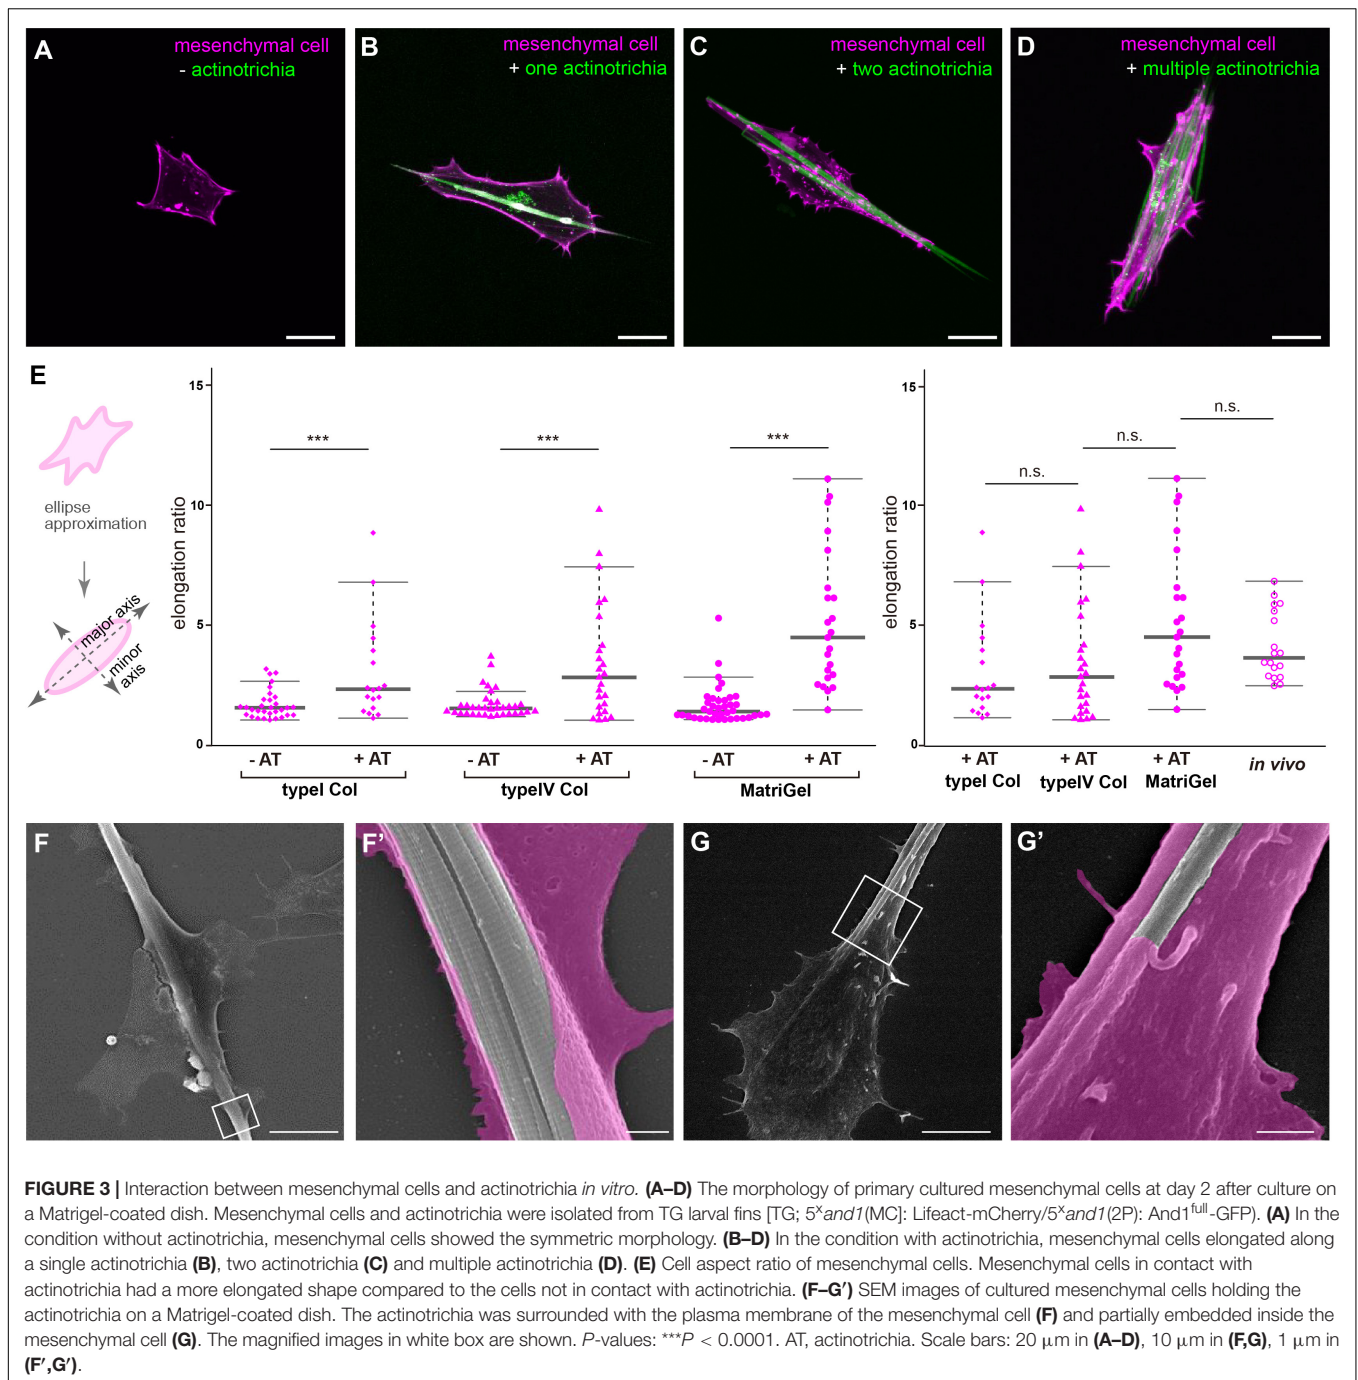 A
mesenchymal cell
- actinotrichia
B
mesenchymal cell
+ one actinotrichia
C
mesenchymal cell
+ two actinotrichia
D
mesenchymal cell
+ multiple actinotrichia
E
ellipse
approximation
major axis
minor
axis
elongation ratio
15
10
5
0
***
***
***
- AT
+ AT
- AT
+ AT
- AT
+ AT
typeI Col
typeIV Col
MatriGel
elongation ratio
15
10
5
0
n.s.
n.s.
n.s.
+ AT
typeI Col
+ AT
typeIV Col
+ AT
MatriGel
in vivo
F
F'
G
G'
FIGURE 3 | Interaction between mesenchymal cells and actinotrichia in vitro. (A–D) The morphology of primary cultured mesenchymal cells at day 2 after culture on
a Matrigel-coated dish. Mesenchymal cells and actinotrichia were isolated from TG larval fins [TG; 5ˣand1(MC]: Lifeact-mCherry/5ˣand1(2P): And1ᶠᵘˡˡ-GFP). (A) In the
condition without actinotrichia, mesenchymal cells showed the symmetric morphology. (B–D) In the condition with actinotrichia, mesenchymal cells elongated along
a single actinotrichia (B), two actinotrichia (C) and multiple actinotrichia (D). (E) Cell aspect ratio of mesenchymal cells. Mesenchymal cells in contact with
actinotrichia had a more elongated shape compared to the cells not in contact with actinotrichia. (F–G′) SEM images of cultured mesenchymal cells holding the
actinotrichia on a Matrigel-coated dish. The actinotrichia was surrounded with the plasma membrane of the mesenchymal cell (F) and partially embedded inside the
mesenchymal cell (G). The magnified images in white box are shown. P-values: ***P < 0.0001. AT, actinotrichia. Scale bars: 20 μm in (A–D), 10 μm in (F,G), 1 μm in
(F′,G′).